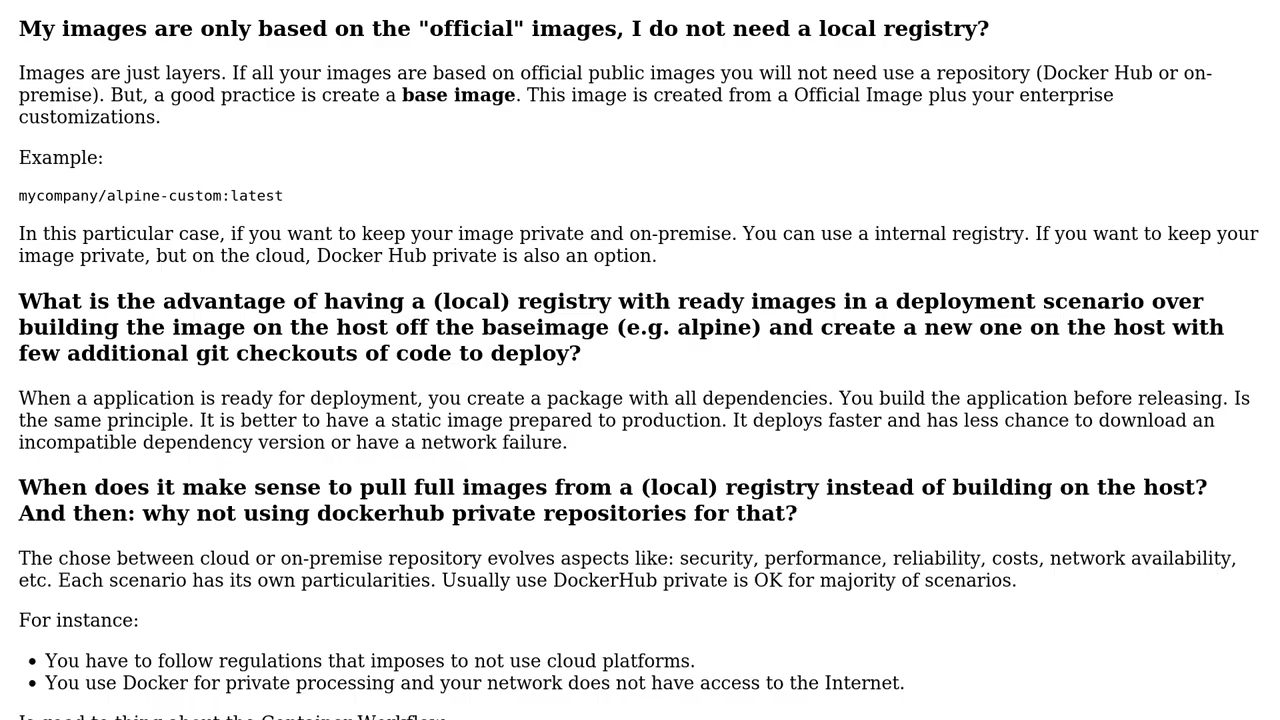 My images are only based on the "official" images, I do not need a local registry?
Images are just layers. If all your images are based on official public images you will not need use a repository (Docker Hub or on-
premise). But, a good practice is create a base image. This image is created from a Official Image plus your enterprise
customizations.
Example:
mycompany/alpine-custom:latest
In this particular case, if you want to keep your image private and on-premise. You can use a internal registry. If you want to keep your
image private, but on the cloud, Docker Hub private is also an option.
What is the advantage of having a (local) registry with ready images in a deployment scenario over
building the image on the host off the baseimage (e.g. alpine) and create a new one on the host with
few additional git checkouts of code to deploy?
When a application is ready for deployment, you create a package with all dependencies. You build the application before releasing. Is
the same principle. It is better to have a static image prepared to production. It deploys faster and has less chance to download an
incompatible dependency version or have a network failure.
When does it make sense to pull full images from a (local) registry instead of building on the host?
And then: why not using dockerhub private repositories for that?
The chose between cloud or on-premise repository evolves aspects like: security, performance, reliability, costs, network availability,
etc. Each scenario has its own particularities. Usually use DockerHub private is OK for majority of scenarios.
For instance:
• You have to follow regulations that imposes to not use cloud platforms.
• You use Docker for private processing and your network does not have access to the Internet.
Is good to thing about the Container Workflow